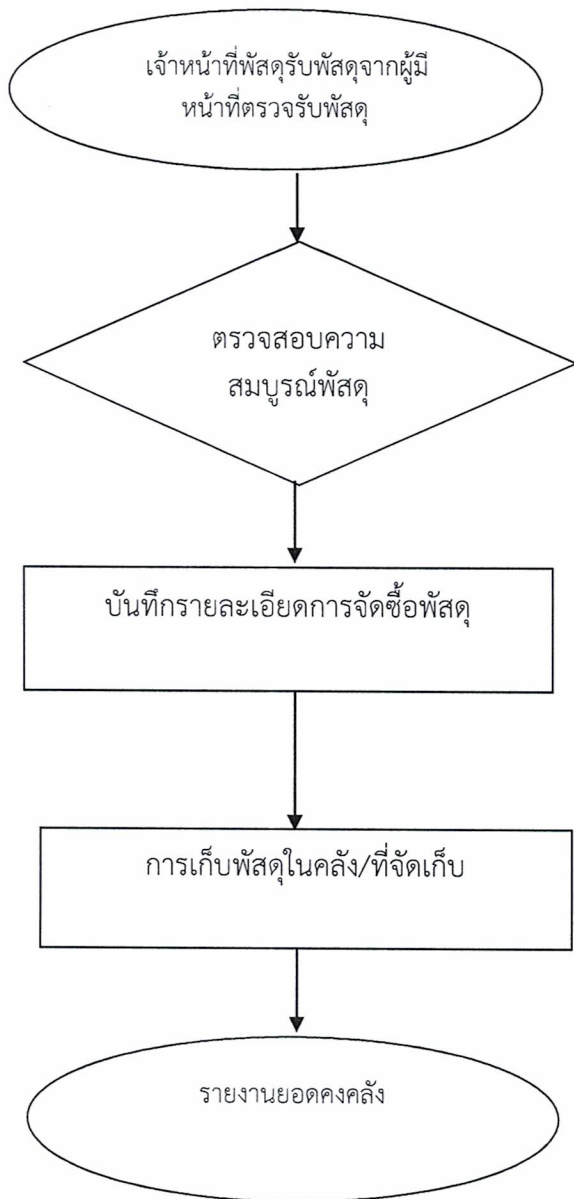 เจ้าหน้าที่พัสดุรับพัสดุจากผู้มี
หน้าที่ตรวจรับพัสดุ
ตรวจสอบความ
สมบูรณ์พัสดุ
บันทึกรายละเอียดการจัดซื้อพัสดุ
การเก็บพัสดุในคลัง/ที่จัดเก็บ
รายงานยอดคงคลัง